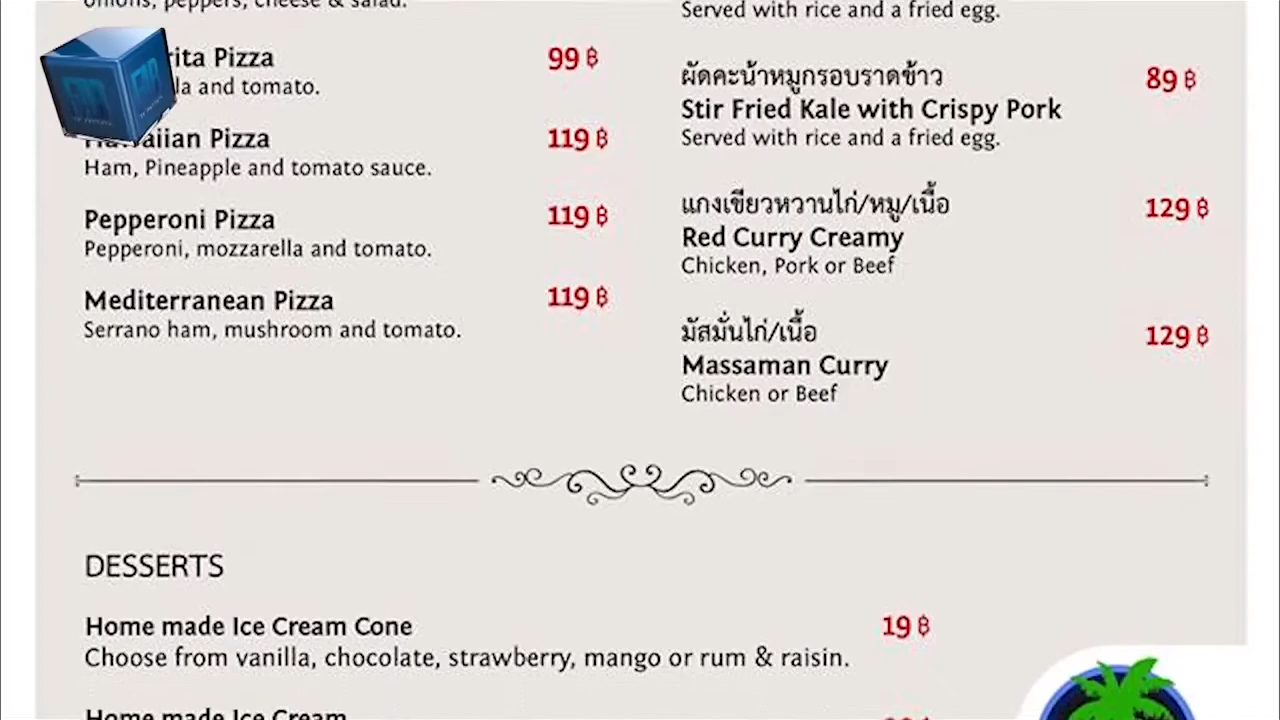 onions, peppers, cheese & salad.
rita Pizza 99 ฿
la and tomato.
Hawaiian Pizza 119 ฿
Ham, Pineapple and tomato sauce.
Pepperoni Pizza 119 ฿
Pepperoni, mozzarella and tomato.
Mediterranean Pizza 119 ฿
Serrano ham, mushroom and tomato.
Served with rice and a fried egg.
ผัดคะน้าหมูกรอบราดข้าว 89 ฿
Stir Fried Kale with Crispy Pork
Served with rice and a fried egg.
แกงเขียวหวานไก่/หมู/เนื้อ 129 ฿
Red Curry Creamy
Chicken, Pork or Beef
มัสมั่นไก่/เนื้อ 129 ฿
Massaman Curry
Chicken or Beef
DESSERTS
Home made Ice Cream Cone 19 ฿
Choose from vanilla, chocolate, strawberry, mango or rum & raisin.
Home made Ice Cream